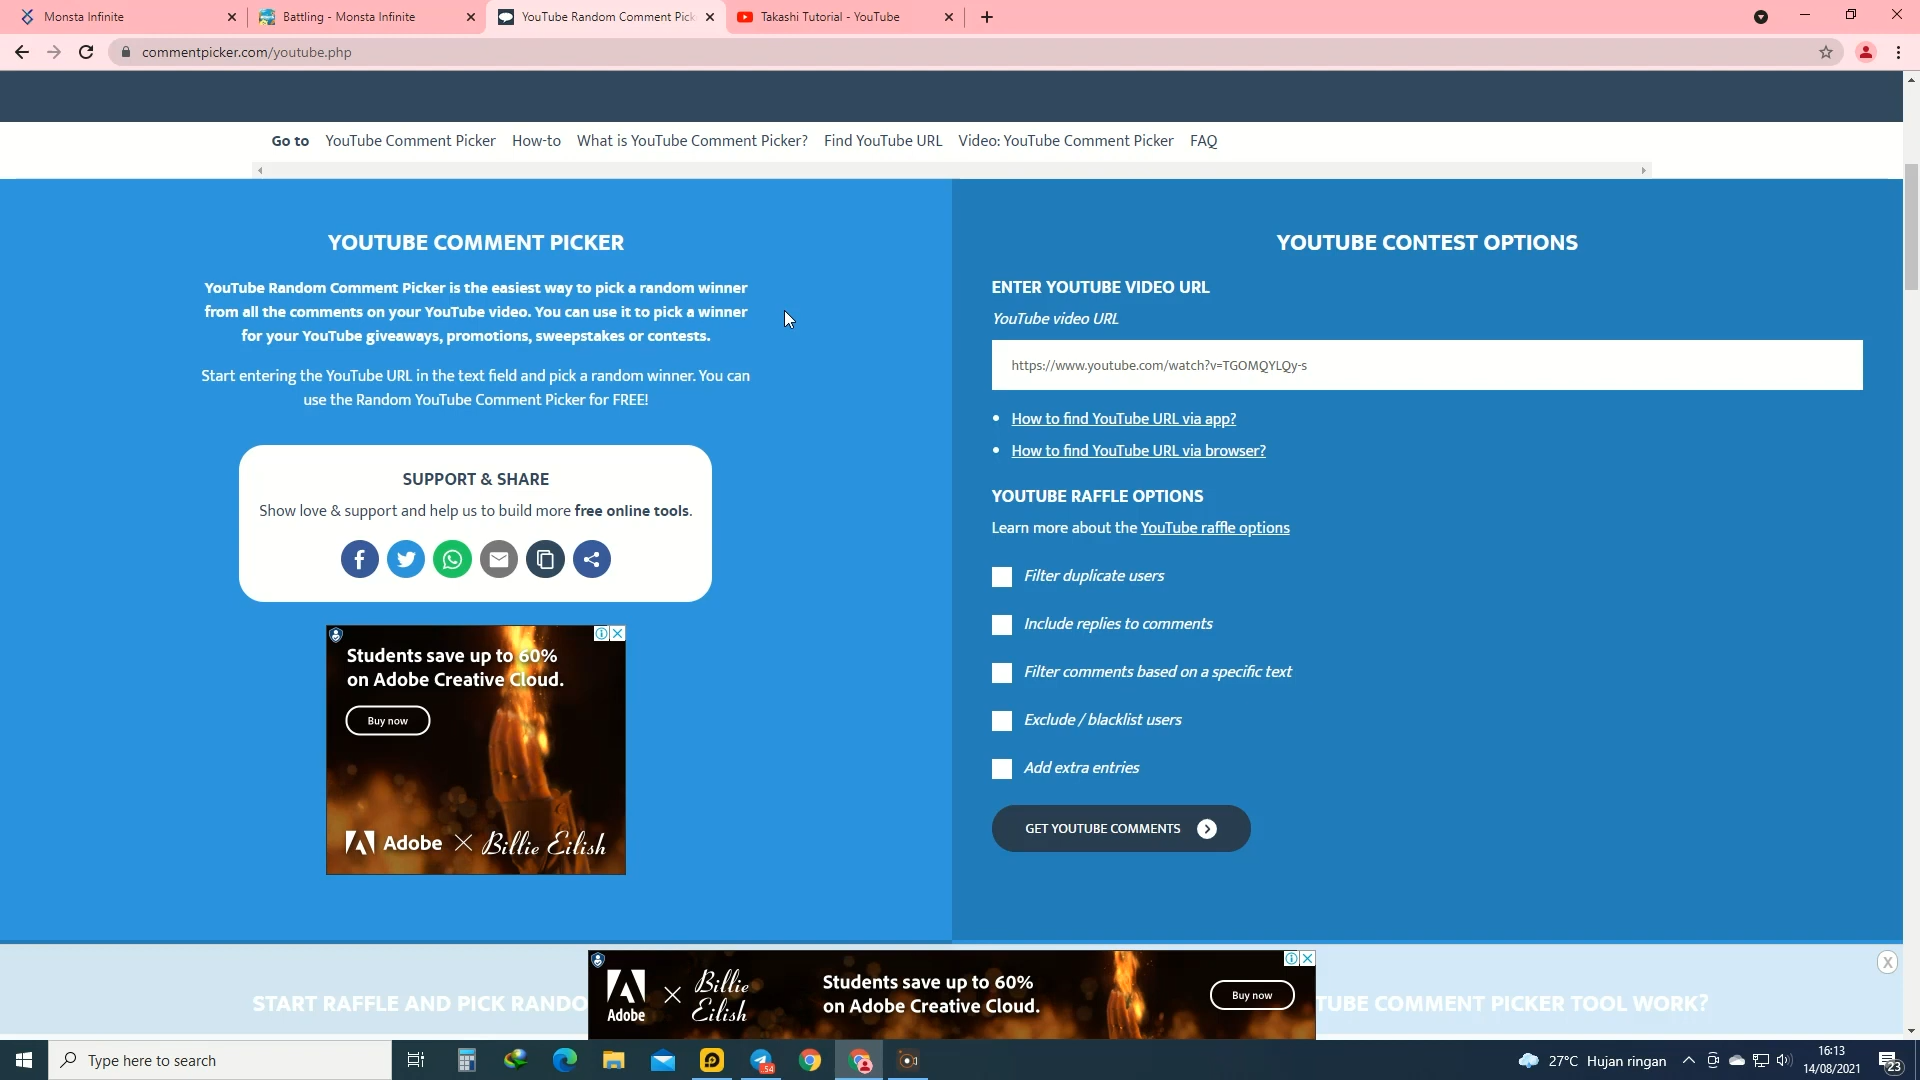 Monsta Infinite
Battling - Monsta Infinite
YouTube Random Comment Pick
Takashi Tutorial - YouTube
commentpicker.com/youtube.php
Go to
YouTube Comment Picker
How-to
What is YouTube Comment Picker?
Find YouTube URL
Video: YouTube Comment Picker
FAQ
YOUTUBE COMMENT PICKER
YouTube Random Comment Picker is the easiest way to pick a random winner
from all the comments on your YouTube video. You can use it to pick a winner
for your YouTube giveaways, promotions, sweepstakes or contests.
Start entering the YouTube URL in the text field and pick a random winner. You can
use the Random YouTube Comment Picker for FREE!
SUPPORT & SHARE
Show love & support and help us to build more free online tools.
Students save up to 60%
on Adobe Creative Cloud.
Buy now
Adobe × Billie Eilish
YOUTUBE CONTEST OPTIONS
ENTER YOUTUBE VIDEO URL
YouTube video URL
https://www.youtube.com/watch?v=TGOMQYLQy-s
How to find YouTube URL via app?
How to find YouTube URL via browser?
YOUTUBE RAFFLE OPTIONS
Learn more about the YouTube raffle options
Filter duplicate users
Include replies to comments
Filter comments based on a specific text
Exclude / blacklist users
Add extra entries
GET YOUTUBE COMMENTS
START RAFFLE AND PICK RANDO
TUBE COMMENT PICKER TOOL WORK?
Adobe × Billie Eilish
Students save up to 60%
on Adobe Creative Cloud.
Buy now
X
Type here to search
54
27°C Hujan ringan
16:13
14/08/2021
23